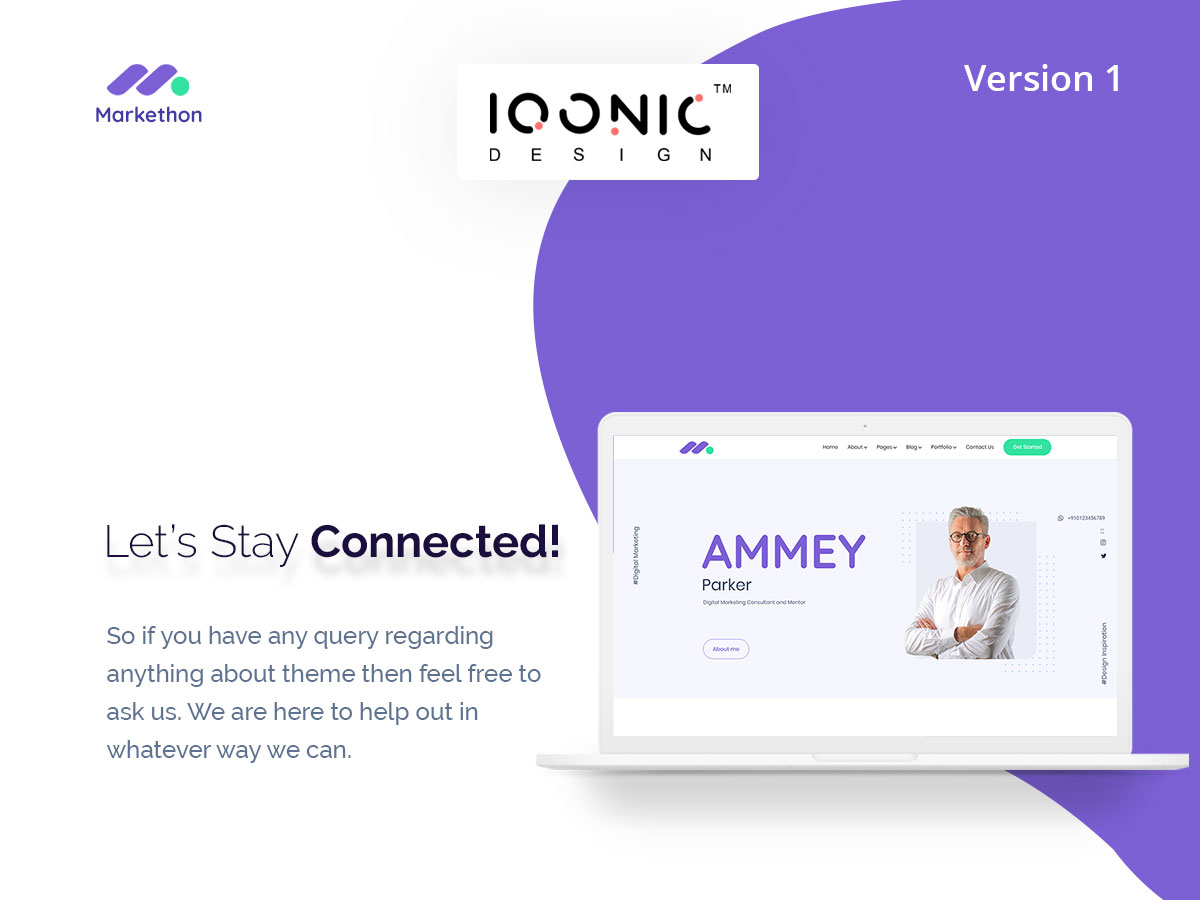 Markethon
IQONIC TM
DESIGN
Version 1
Home About Pages Blog Portfolio Contact Us Get Started
#Digital Marketing
AMMEY
Parker
Digital Marketing Consultant and Mentor
About me
+910123456789
#Design Inspiration
Let's Stay Connected!
So if you have any query regarding
anything about theme then feel free to
ask us. We are here to help out in
whatever way we can.